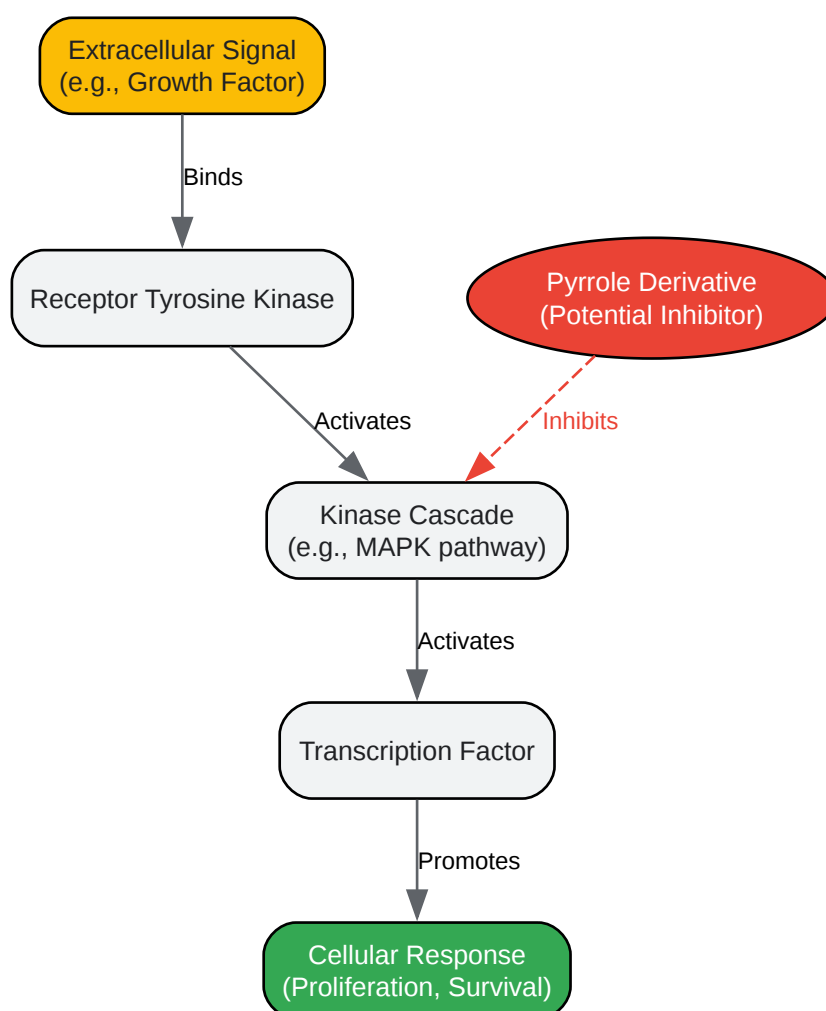 Extracellular Signal
(e.g., Growth Factor)
Binds
Receptor Tyrosine Kinase
Pyrrole Derivative
(Potential Inhibitor)
Activates
Inhibits
Kinase Cascade
(e.g., MAPK pathway)
Activates
Transcription Factor
Promotes
Cellular Response
(Proliferation, Survival)